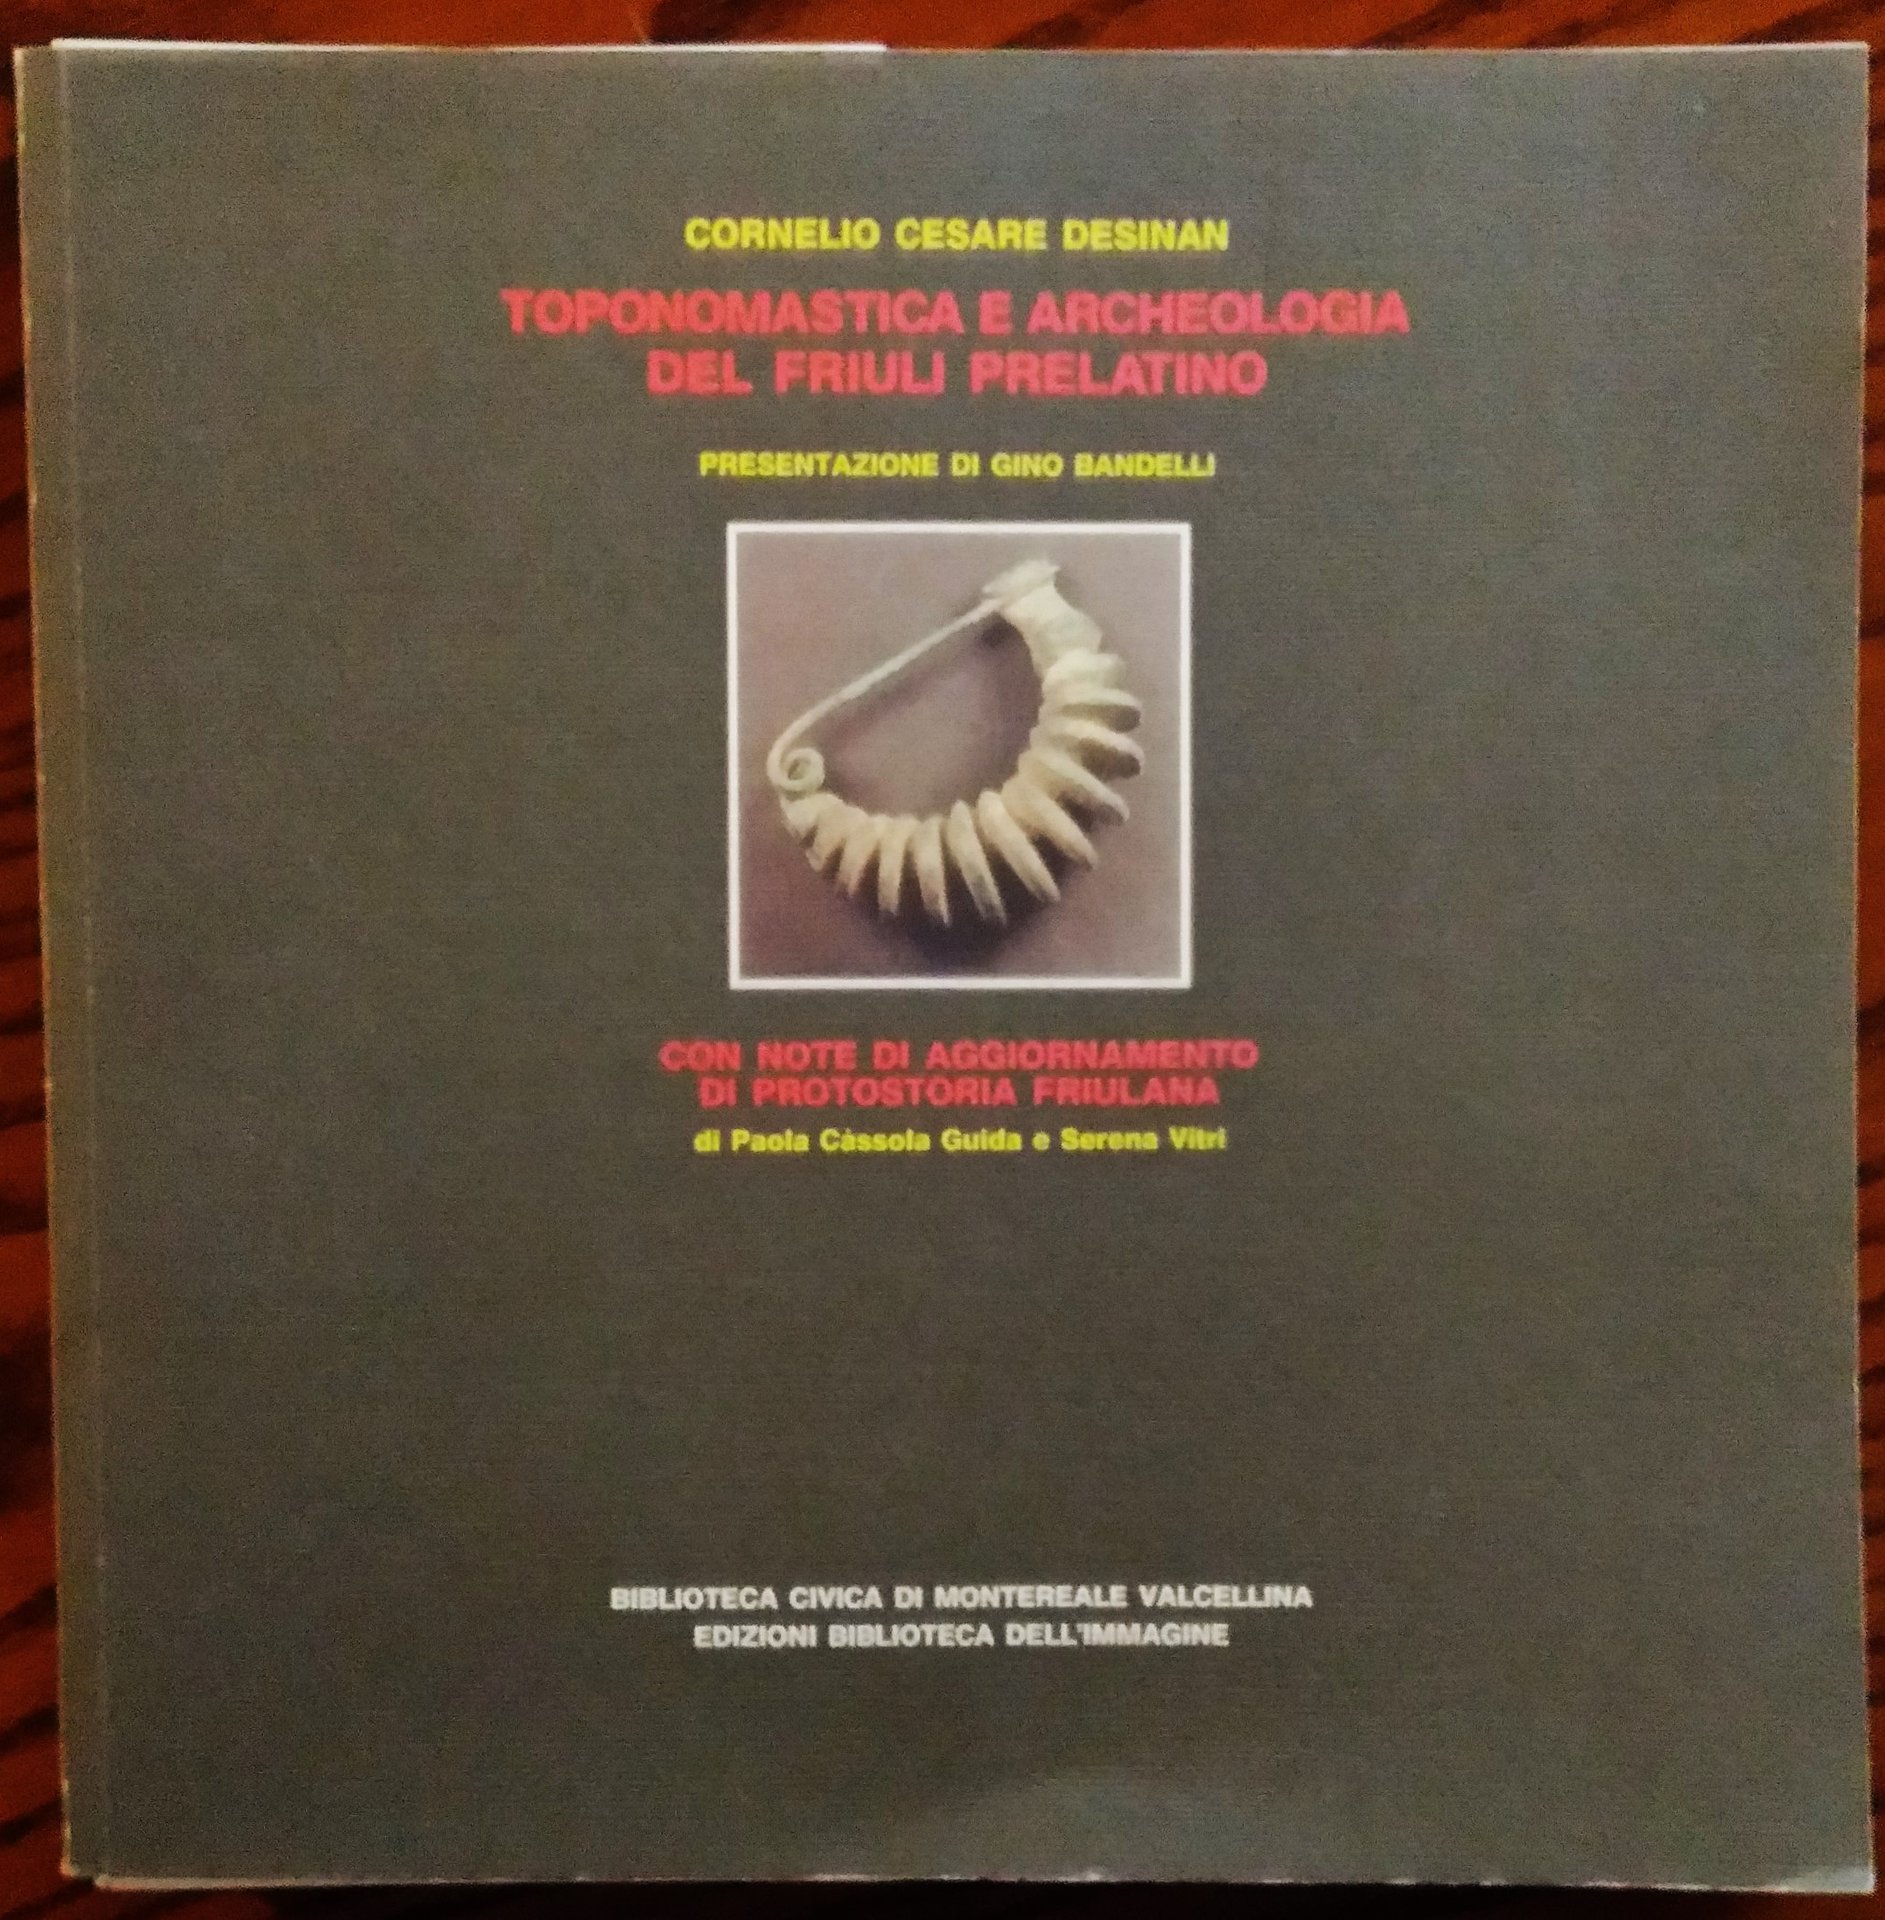 CORNELIO CESARE DESINAN
TOPONOMASTICA E ARCHEOLOGIA
DEL FRIULI PRELATINO
PRESENTAZIONE DI GINO BANDELLI
CON NOTE DI AGGIORNAMENTO
DI PROTOSTORIA FRIULANA
di Paola Càssola Guida e Serena Vitri
BIBLIOTECA CIVICA DI MONTEREALE VALCELLINA
EDIZIONI BIBLIOTECA DELL'IMMAGINE